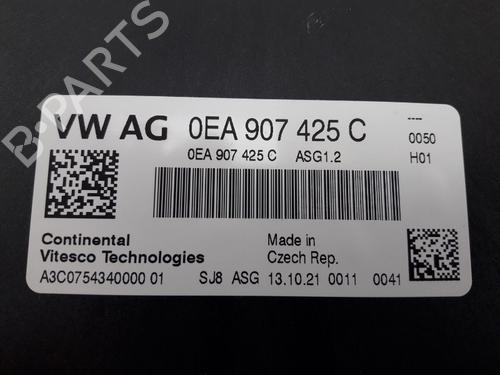 B-PARTS
VW AG 0EA 907 425 C
0EA 907 425 C ASG1.2
----
0050
H01
Continental
Vitesco Technologies
Made in
Czech Rep.
A3C0754340000 01 SJ8 ASG 13.10.21 0011 0041